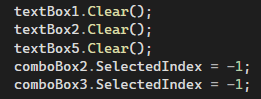 textBox1.Clear();
textBox2.Clear();
textBox5.Clear();
comboBox2.SelectedIndex = -1;
comboBox3.SelectedIndex = -1;